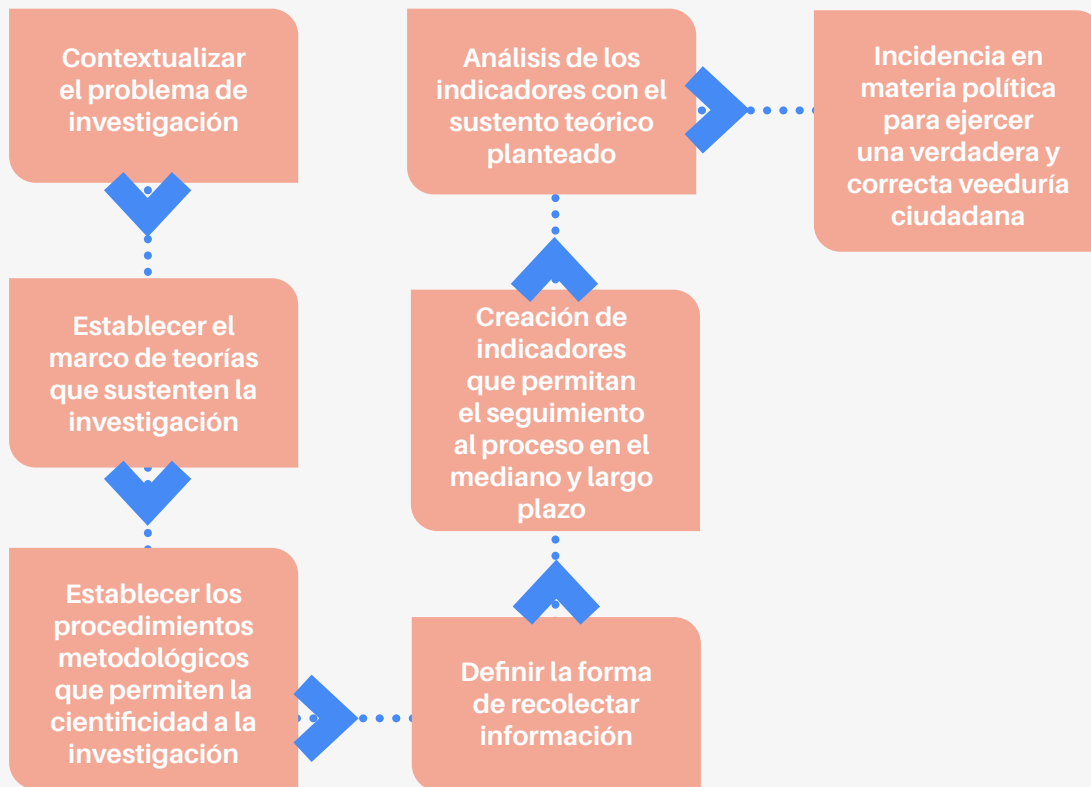 Contextualizar
el problema de
investigación
Establecer el
marco de teorías
que sustenten la
investigación
Establecer los
procedimientos
metodológicos
que permiten la
cientificidad a la
investigación
Definir la forma
de recolectar
información
Creación de
indicadores
que permitan
el seguimiento
al proceso en el
mediano y largo
plazo
Análisis de los
indicadores con el
sustento teórico
planteado
Incidencia en
materia política
para ejercer
una verdadera y
correcta veeduría
ciudadana